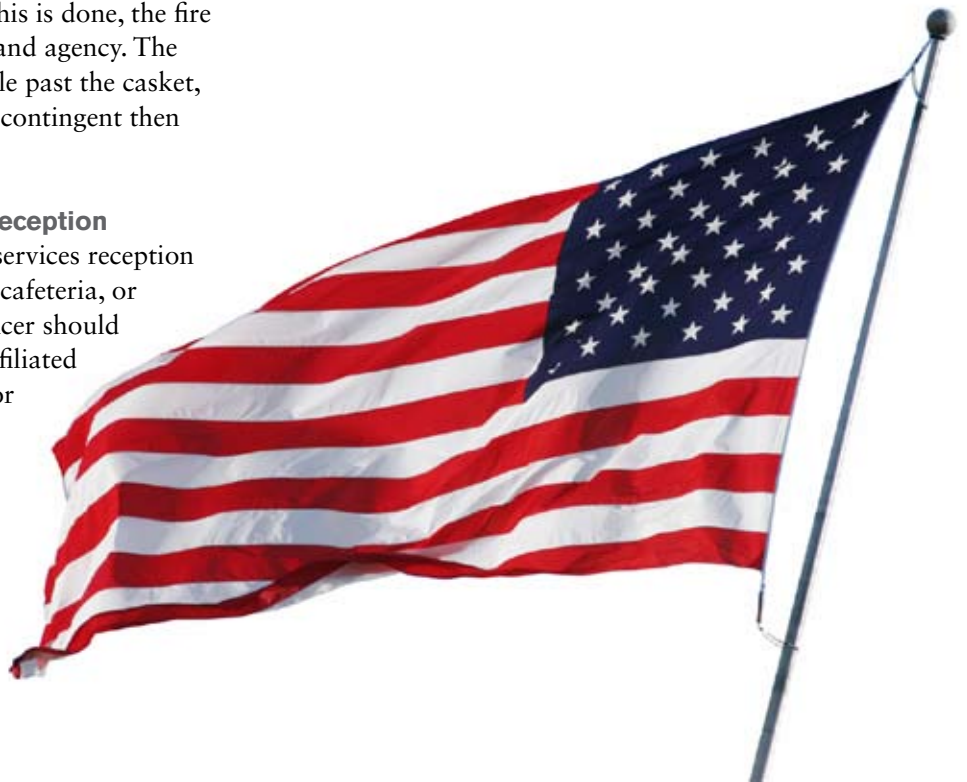 his is done, the fire
and agency. The
le past the casket,
contingent then
eception
services reception
cafeteria, or
cer should
filiated
or